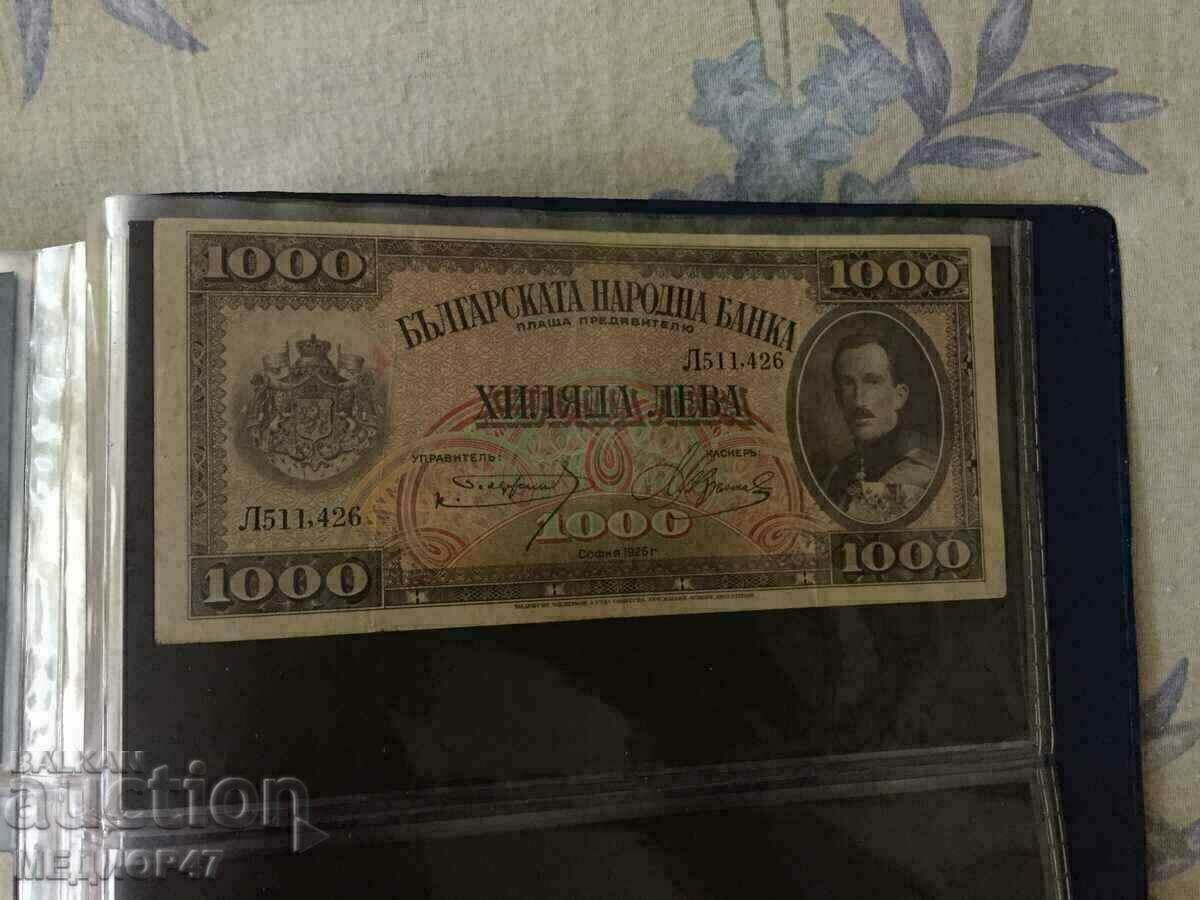 1000 1000
БЪЛГАРСКАТА НАРОДНА БАНКА
ПЛАЩА ПРЕДЯВИТЕЛЮ
Л511,426
ХИЛЯДА ЛЕВА
УПРАВИТЕЛЬ: КАСИЕРЪ:
Л511,426
1000
София 1925 г
1000 1000
BALKAN
auction
МЕДИОР47